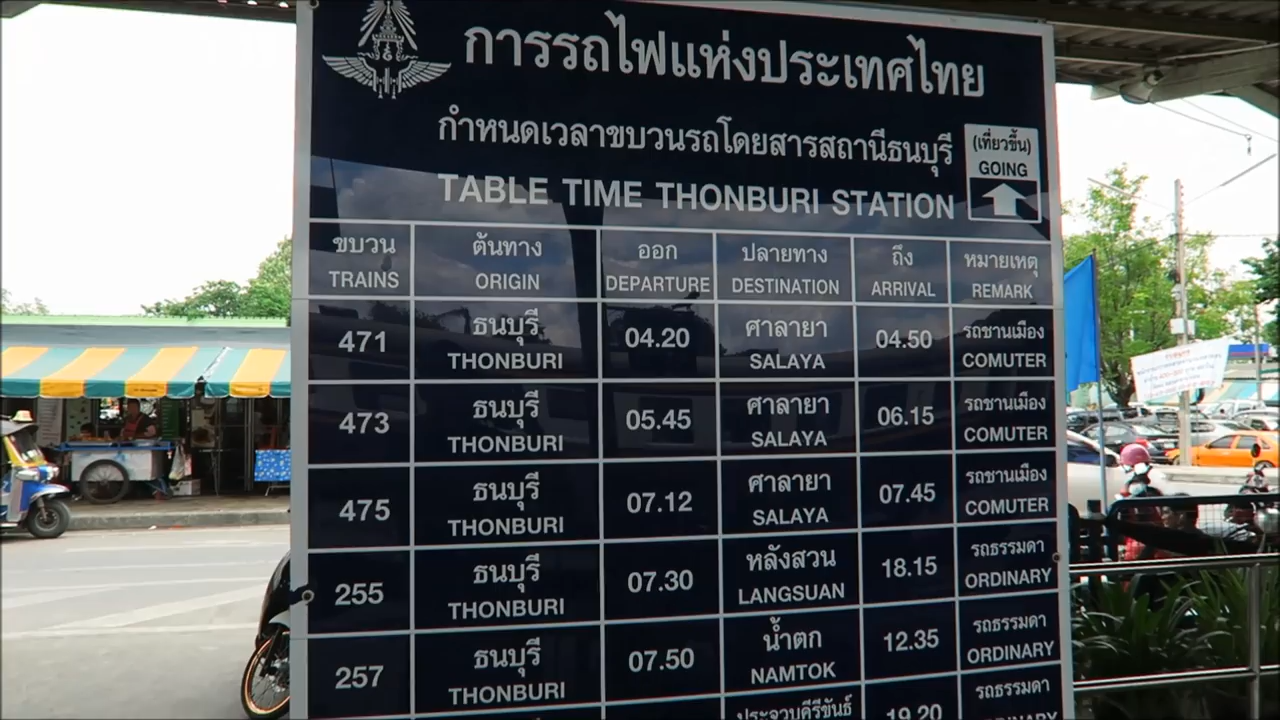 การรถไฟแห่งประเทศไทย
กำหนดเวลาขบวนรถโดยสารสถานีธนบุรี
TABLE TIME THONBURI STATION
(เที่ยวขึ้น)
GOING
ขบวน ต้นทาง ออก ปลายทาง ถึง หมายเหตุ
TRAINS ORIGIN DEPARTURE DESTINATION ARRIVAL REMARK
471 ธนบุรี 04.20 ศาลายา 04.50 รถชานเมือง
THONBURI SALAYA COMUTER
473 ธนบุรี 05.45 ศาลายา 06.15 รถชานเมือง
THONBURI SALAYA COMUTER
475 ธนบุรี 07.12 ศาลายา 07.45 รถชานเมือง
THONBURI SALAYA COMUTER
255 ธนบุรี 07.30 หลังสวน 18.15 รถธรรมดา
THONBURI LANGSUAN ORDINARY
257 ธนบุรี 07.50 น้ำตก 12.35 รถธรรมดา
THONBURI NAMTOK ORDINARY
ประจวบคีรีขันธ์ 19.20 รถธรรมดา